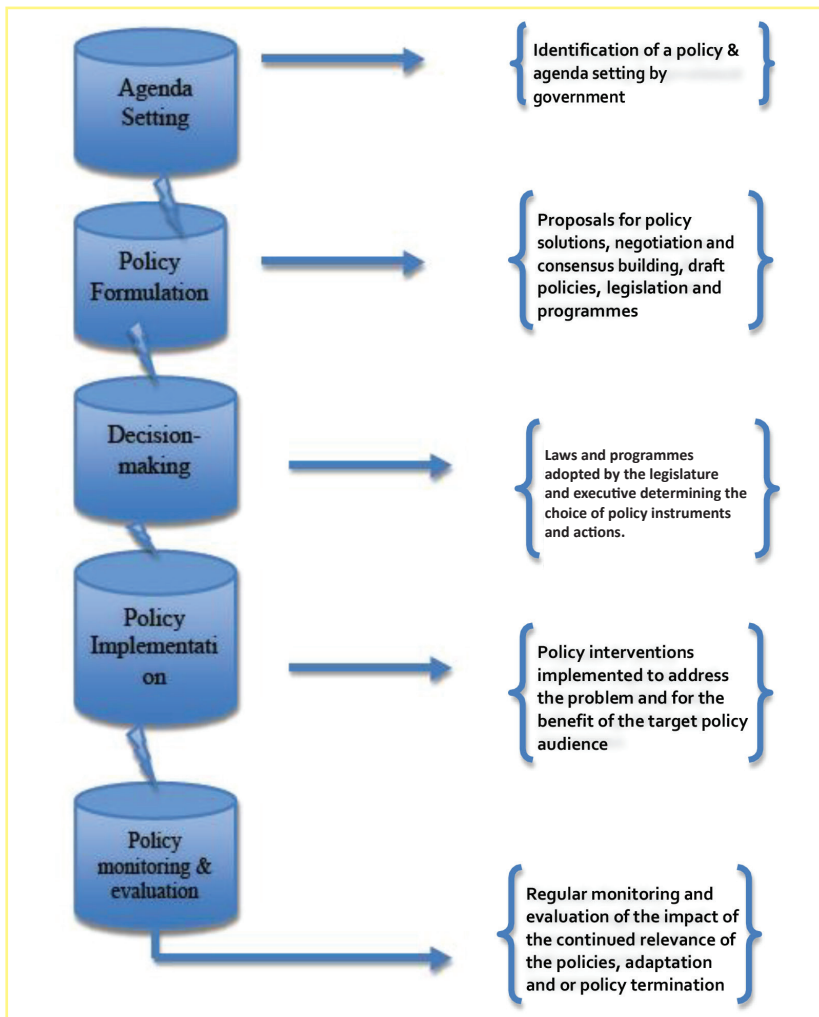 Agenda
Setting
Identification of a policy &
agenda setting by
government
Policy
Formulation
Proposals for policy
solutions, negotiation and
consensus building, draft
policies, legislation and
programmes
Decision-
making
Laws and programmes
adopted by the legislature
and executive determining the
choice of policy instruments
and actions.
Policy
Implementati
on
Policy interventions
implemented to address
the problem and for the
benefit of the target policy
audience
Policy
monitoring &
evaluation
Regular monitoring and
evaluation of the impact of
the continued relevance of
the policies, adaptation
and or policy termination